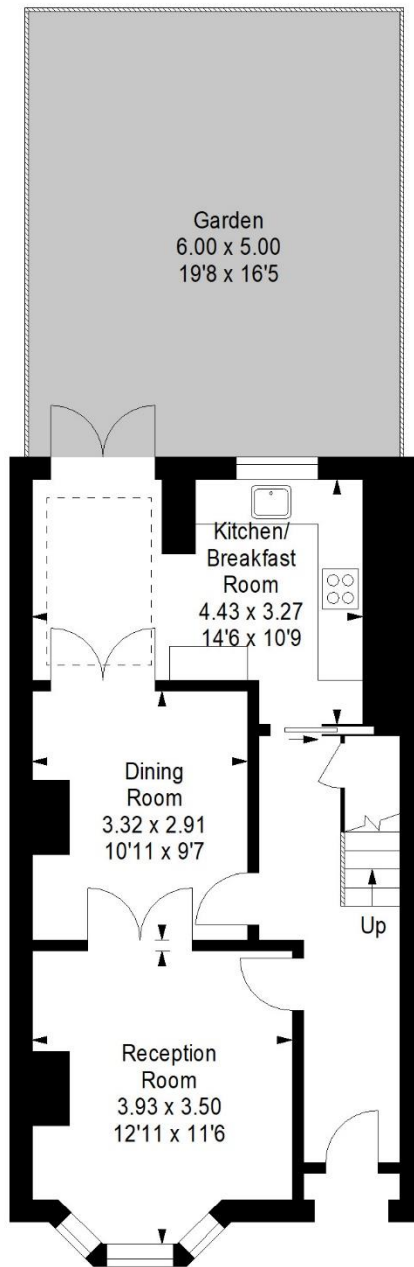 Garden
6.00 x 5.00
19'8 x 16'5
Kitchen/
Breakfast
Room
4.43 x 3.27
14'6 x 10'9
Dining
Room
3.32 x 2.91
10'11 x 9'7
Up
Reception
Room
3.93 x 3.50
12'11 x 11'6